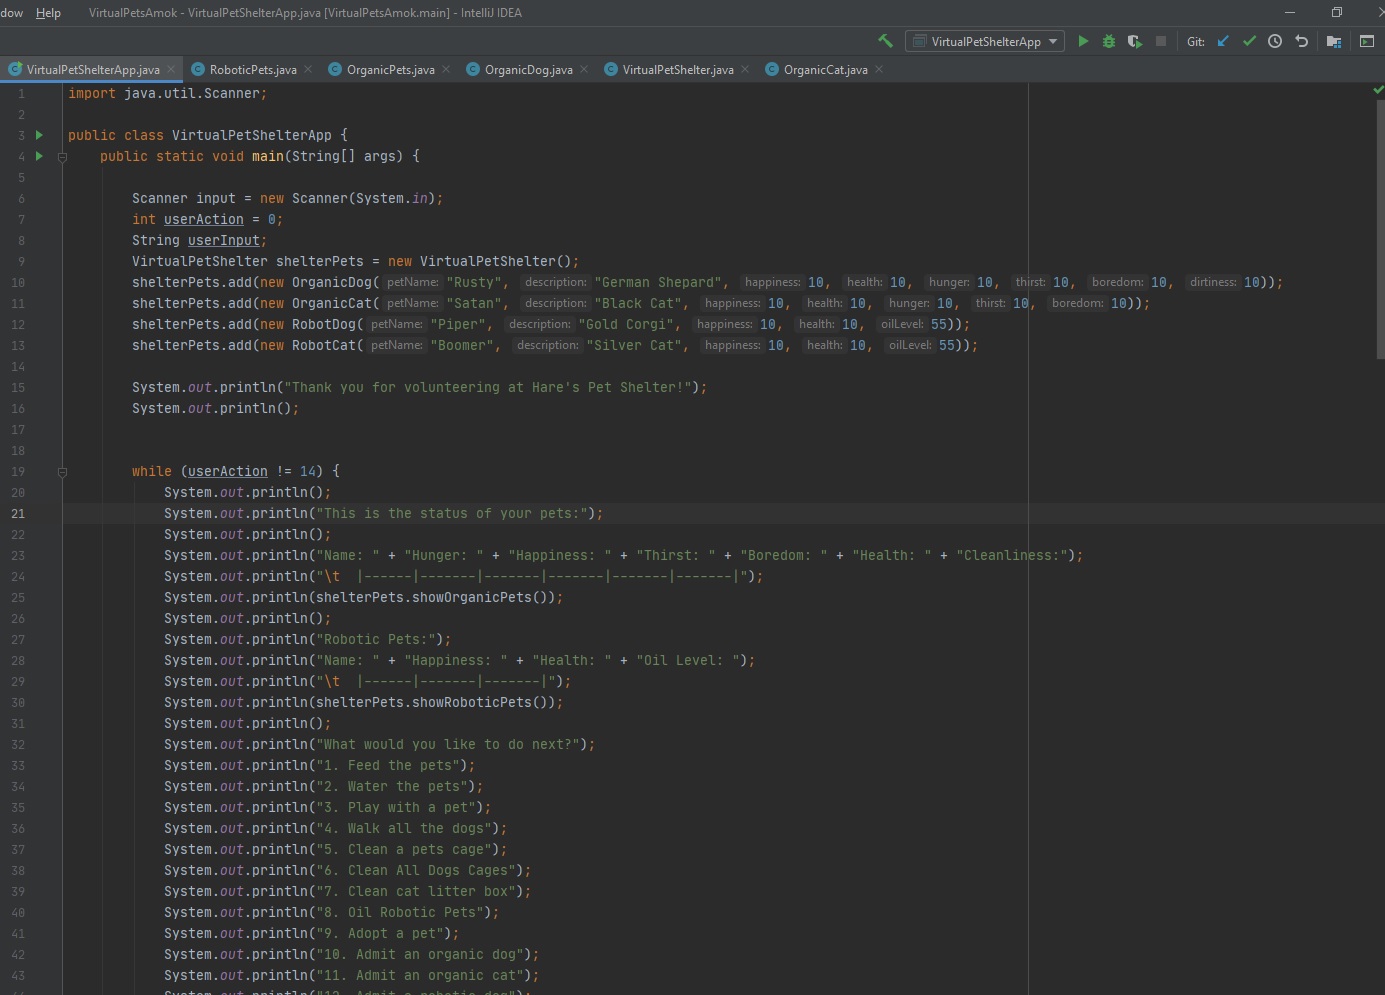 dow Help VirtualPetsAmok - VirtualPetShelterApp.java [VirtualPetsAmok.main] - IntelliJ IDEA
VirtualPetShelterApp Git:
VirtualPetShelterApp.java RoboticPets.java OrganicPets.java OrganicDog.java VirtualPetShelter.java OrganicCat.java
1 import java.util.Scanner;
2
3 public class VirtualPetShelterApp {
4 public static void main(String[] args) {
5
6 Scanner input = new Scanner(System.in);
7 int userAction = 0;
8 String userInput;
9 VirtualPetShelter shelterPets = new VirtualPetShelter();
10 shelterPets.add(new OrganicDog( petName: "Rusty", description: "German Shepard", happiness: 10, health: 10, hunger: 10, thirst: 10, boredom: 10, dirtiness: 10));
11 shelterPets.add(new OrganicCat( petName: "Satan", description: "Black Cat", happiness: 10, health: 10, hunger: 10, thirst: 10, boredom: 10));
12 shelterPets.add(new RobotDog( petName: "Piper", description: "Gold Corgi", happiness: 10, health: 10, oilLevel: 55));
13 shelterPets.add(new RobotCat( petName: "Boomer", description: "Silver Cat", happiness: 10, health: 10, oilLevel: 55));
14
15 System.out.println("Thank you for volunteering at Hare's Pet Shelter!");
16 System.out.println();
17
18
19 while (userAction != 14) {
20 System.out.println();
21 System.out.println("This is the status of your pets:");
22 System.out.println();
23 System.out.println("Name: " + "Hunger: " + "Happiness: " + "Thirst: " + "Boredom: " + "Health: " + "Cleanliness:");
24 System.out.println("\t  |------|-------|-------|-------|-------|-------|");
25 System.out.println(shelterPets.showOrganicPets());
26 System.out.println();
27 System.out.println("Robotic Pets:");
28 System.out.println("Name: " + "Happiness: " + "Health: " + "Oil Level: ");
29 System.out.println("\t  |------|-------|-------|");
30 System.out.println(shelterPets.showRoboticPets());
31 System.out.println();
32 System.out.println("What would you like to do next?");
33 System.out.println("1. Feed the pets");
34 System.out.println("2. Water the pets");
35 System.out.println("3. Play with a pet");
36 System.out.println("4. Walk all the dogs");
37 System.out.println("5. Clean a pets cage");
38 System.out.println("6. Clean All Dogs Cages");
39 System.out.println("7. Clean cat litter box");
40 System.out.println("8. Oil Robotic Pets");
41 System.out.println("9. Adopt a pet");
42 System.out.println("10. Admit an organic dog");
43 System.out.println("11. Admit an organic cat");
44 System.out.println("12. Admit a robotic dog");